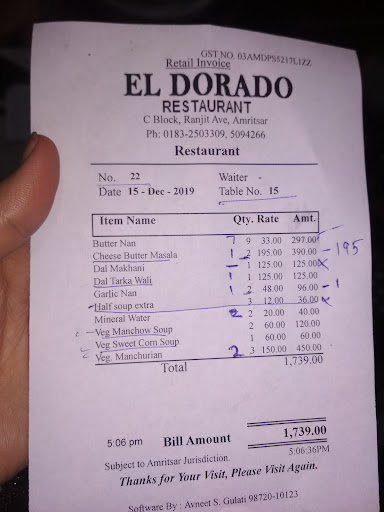 GST NO. 03AMDPS5217L1ZZ
Retail Invoice
EL DORADO
RESTAURANT
C Block, Ranjit Ave, Amritsar
Ph: 0183-2503309, 5094266
Restaurant
No. 22 Waiter -
Date 15 - Dec - 2019 Table No. 15
Item Name Qty. Rate Amt.
Butter Nan 7 9 33.00 297.00
Cheese Butter Masala 1 2 195.00 390.00 - 195
Dal Makhani - 1 125.00 125.00 x
Dal Tarka Wali 1 1 125.00 125.00
Garlic Nan 1 2 48.00 96.00 - 1
Half soup extra 3 12.00 36.00 x
Mineral Water 2 2 20.00 40.00
Veg Manchow Soup 2 60.00 120.00
Veg Sweet Corn Soup 1 60.00 60.00
Veg. Manchurian 2 3 150.00 450.00
Total 1,739.00
5:06 pm Bill Amount 1,739.00
Subject to Amritsar Jurisdiction. 5:06:36PM
Thanks for Your Visit, Please Visit Again.
Software By : Avneet S. Gulati 98720-10123